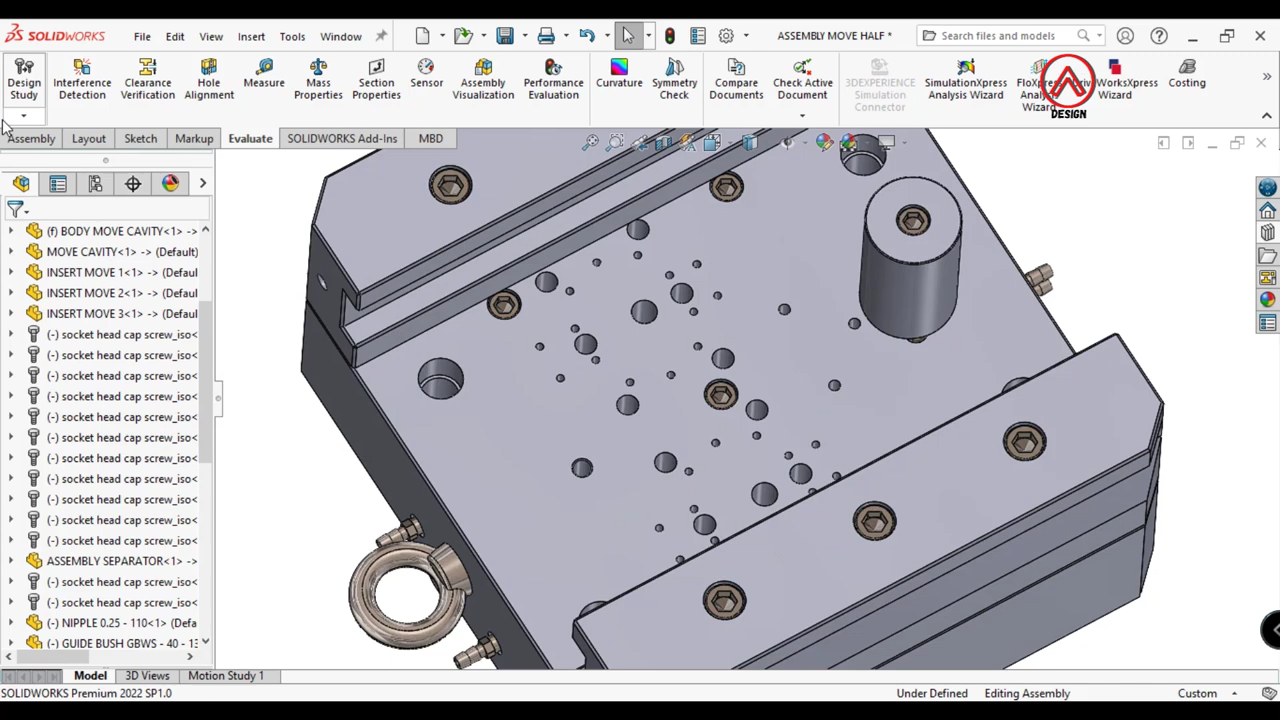 SOLIDWORKS
File
Edit
View
Insert
Tools
Window
ASSEMBLY MOVE HALF *
Search files and models
Design
Study
Interference
Detection
Clearance
Verification
Hole
Alignment
Measure
Mass
Properties
Section
Properties
Sensor
Assembly
Visualization
Performance
Evaluation
Curvature
Symmetry
Check
Compare
Documents
Check Active
Document
3DEXPERIENCE
Simulation
Connector
SimulationXpress
Analysis Wizard
FloXpress
Analysis
Wizard
WorksXpress
Wizard
Costing
DESIGN
Assembly
Layout
Sketch
Markup
Evaluate
SOLIDWORKS Add-Ins
MBD
(f) BODY MOVE CAVITY<1> ->
MOVE CAVITY<1> -> (Default)
INSERT MOVE 1<1> -> (Defaul
INSERT MOVE 2<1> -> (Defaul
INSERT MOVE 3<1> -> (Defaul
(-) socket head cap screw_iso<
(-) socket head cap screw_iso<
(-) socket head cap screw_iso<
(-) socket head cap screw_iso<
(-) socket head cap screw_iso<
(-) socket head cap screw_iso<
(-) socket head cap screw_iso<
(-) socket head cap screw_iso<
(-) socket head cap screw_iso<
(-) socket head cap screw_iso<
(-) socket head cap screw_iso<
ASSEMBLY SEPARATOR<1> ->
(-) socket head cap screw_iso<
(-) socket head cap screw_iso<
(-) NIPPLE 0.25 - 110<1> (Defa
(-) GUIDE BUSH GBWS - 40 - 13
Model
3D Views
Motion Study 1
SOLIDWORKS Premium 2022 SP1.0
Under Defined
Editing Assembly
Custom